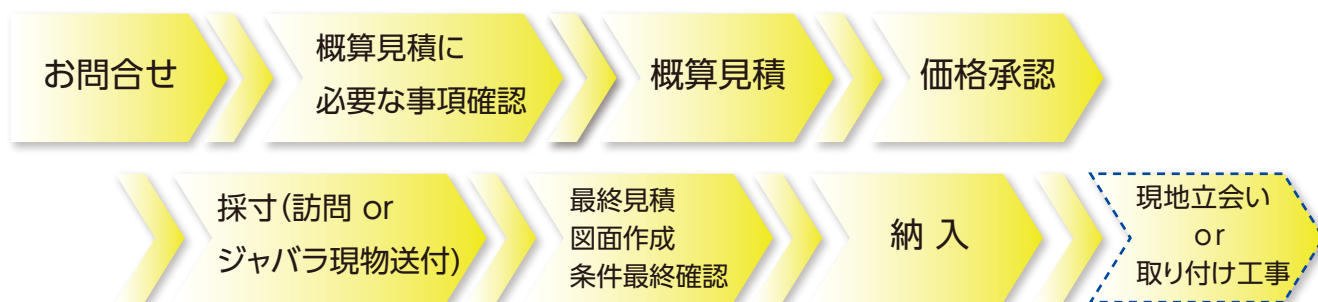 お問合せ
概算見積に
必要な事項確認
概算見積
価格承認
採寸(訪問 or
ジャバラ現物送付)
最終見積
図面作成
条件最終確認
納 入
現地立会い
or
取り付け工事